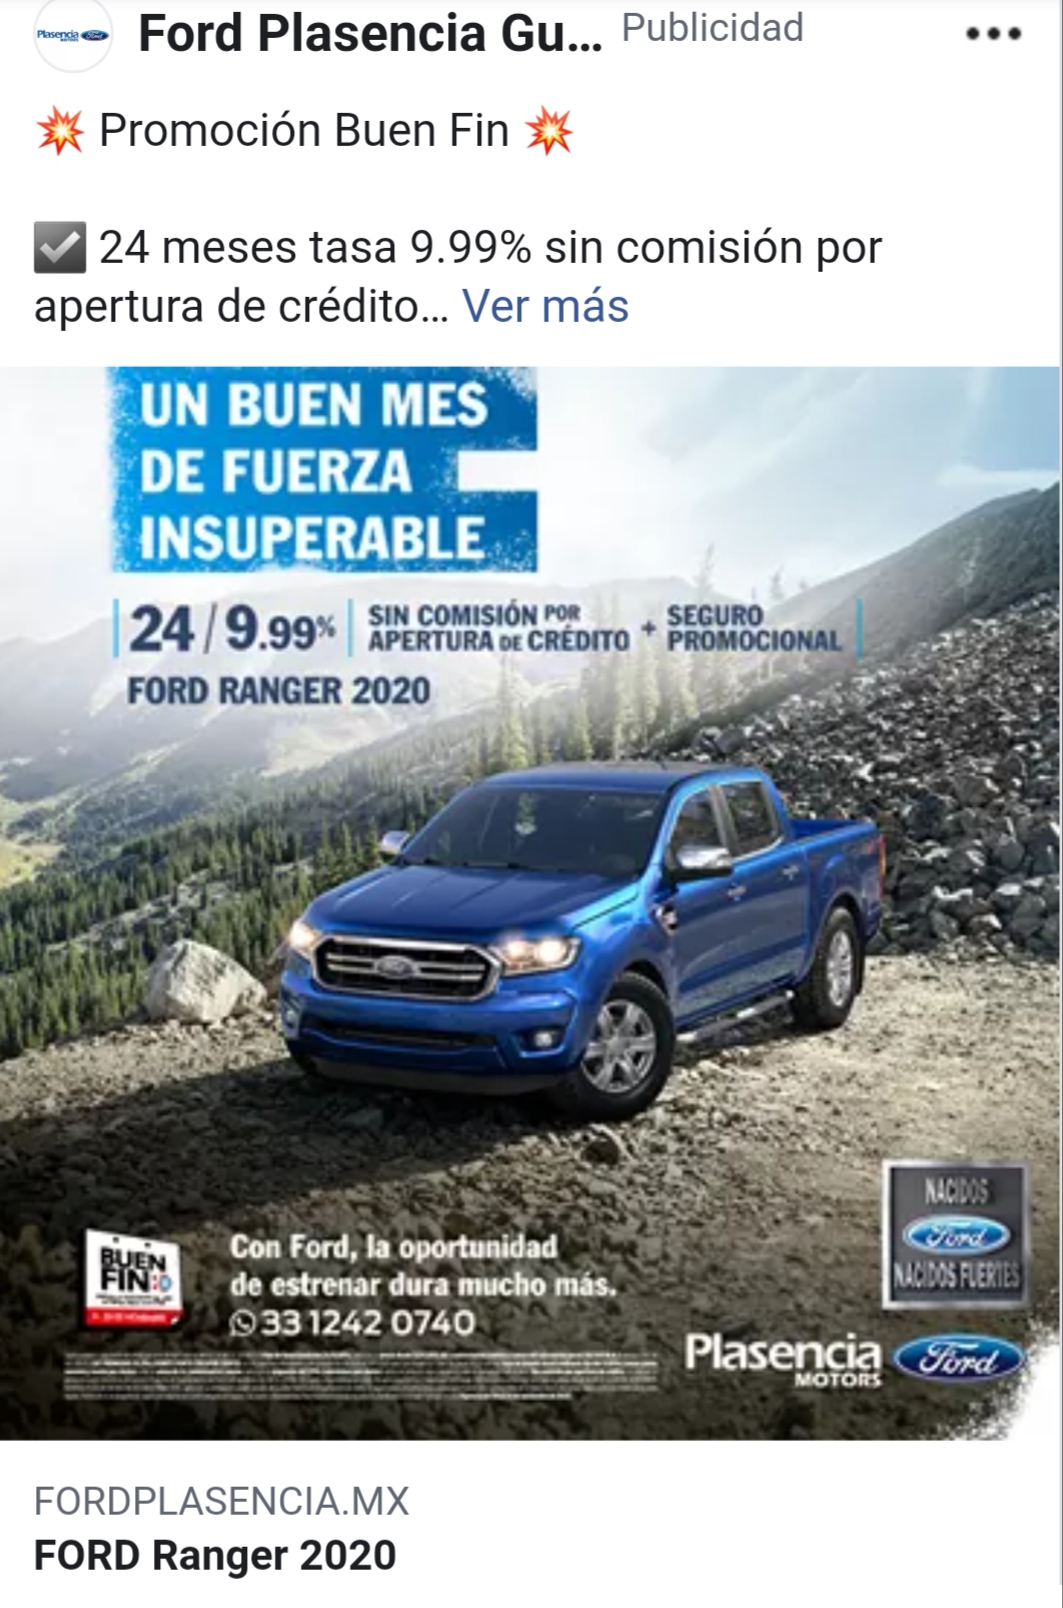 Plasencia MOTORS Ford
Ford Plasencia Gu... Publicidad
💥 Promoción Buen Fin 💥
☑ 24 meses tasa 9.99% sin comisión por
apertura de crédito... Ver más
UN BUEN MES
DE FUERZA
INSUPERABLE
24/9.99% SIN COMISIÓN POR APERTURA DE CRÉDITO + SEGURO PROMOCIONAL
FORD RANGER 2020
BUEN
FIN
Con Ford, la oportunidad
de estrenar dura mucho más.
33 1242 0740
NACIDOS
Ford
NACIDOS FUERTES
Plasencia
MOTORS
Ford
FORDPLASENCIA.MX
FORD Ranger 2020